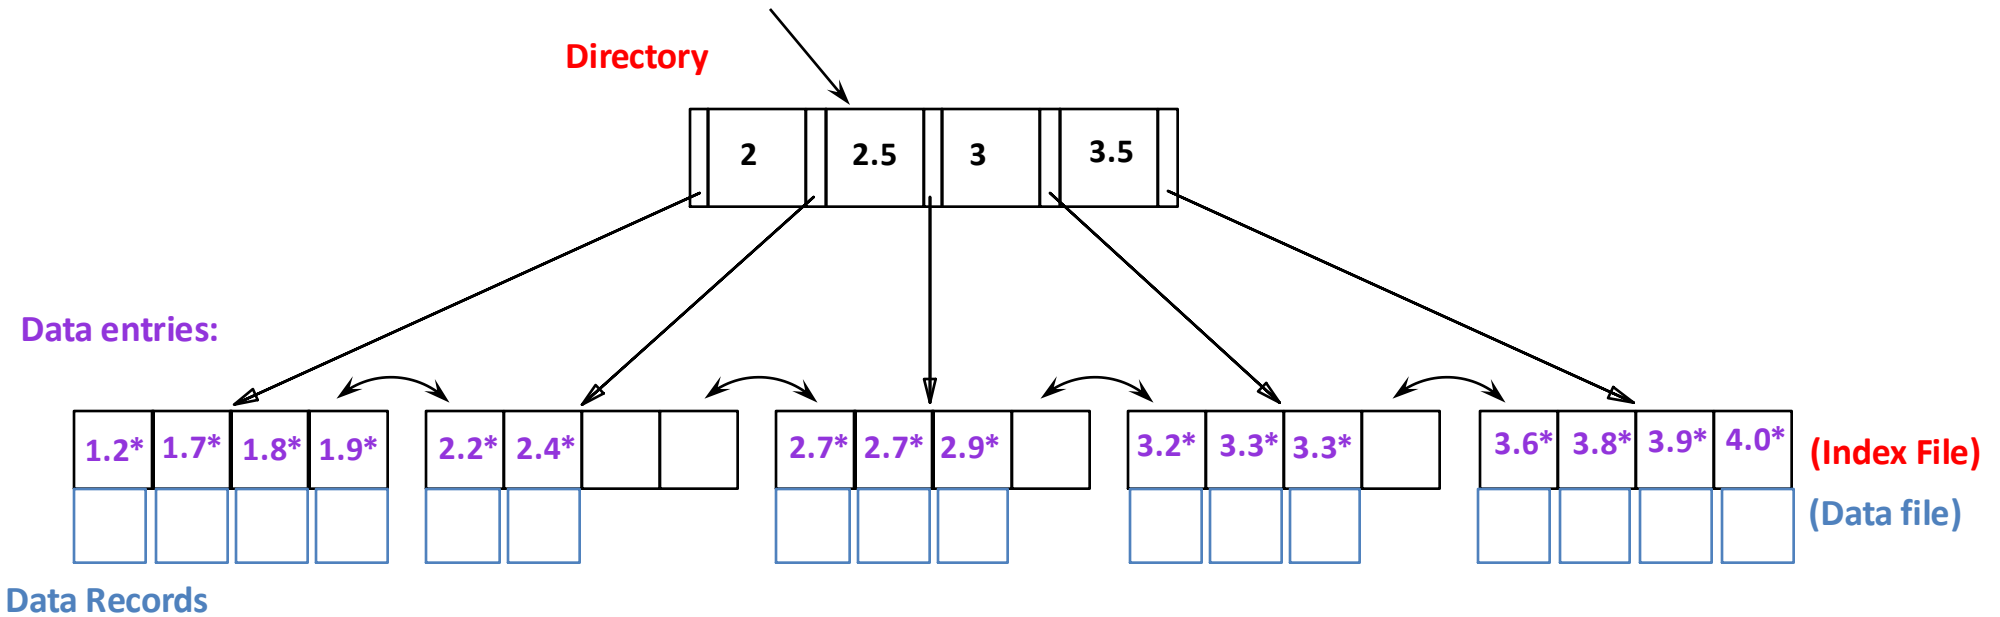 Directory
2 2.5 3 3.5
Data entries:
1.2* 1.7* 1.8* 1.9* 2.2* 2.4* 2.7* 2.7* 2.9* 3.2* 3.3* 3.3* 3.6* 3.8* 3.9* 4.0* (Index File)
(Data file)
Data Records